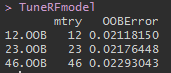 > TuneRFmodel
mtry OOBError
12.OOB 12 0.02118150
23.OOB 23 0.02176448
46.OOB 46 0.02293043